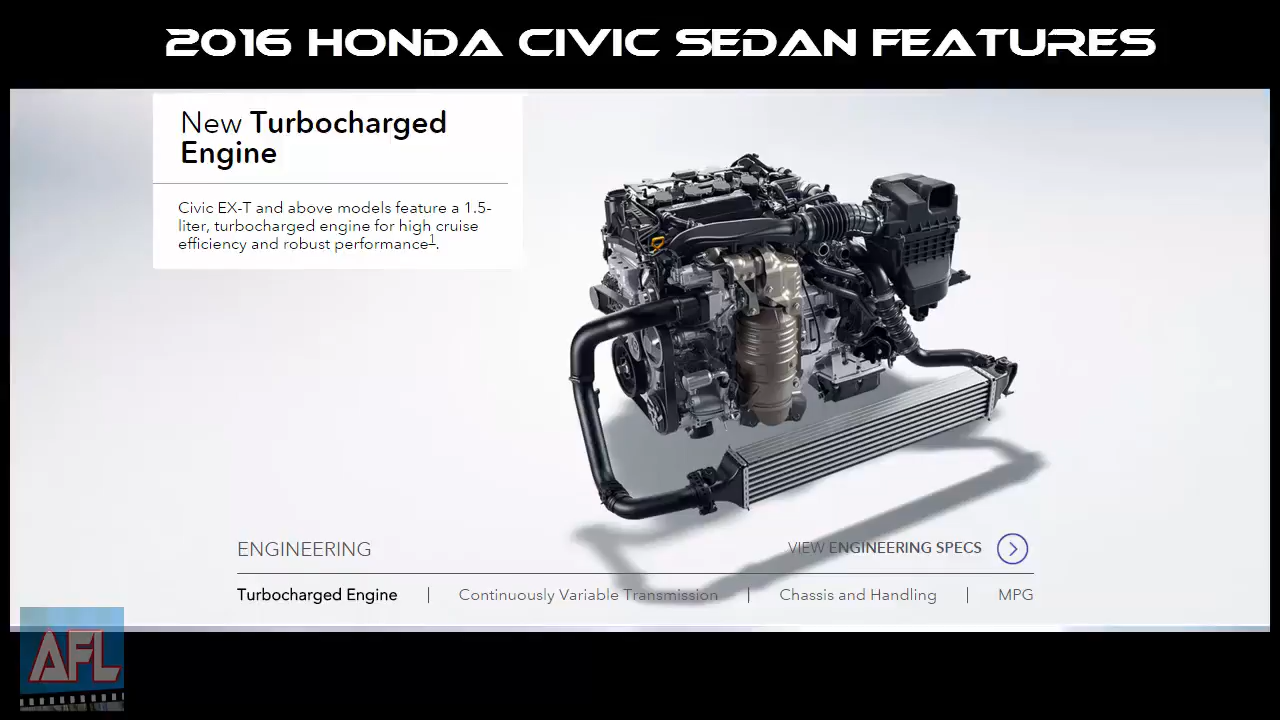 2016 HONDA CIVIC SEDAN FEATURES
New Turbocharged
Engine
Civic EX-T and above models feature a 1.5-
liter, turbocharged engine for high cruise
efficiency and robust performance1.
ENGINEERING
VIEW ENGINEERING SPECS
Turbocharged Engine | Continuously Variable Transmission | Chassis and Handling | MPG
AFL